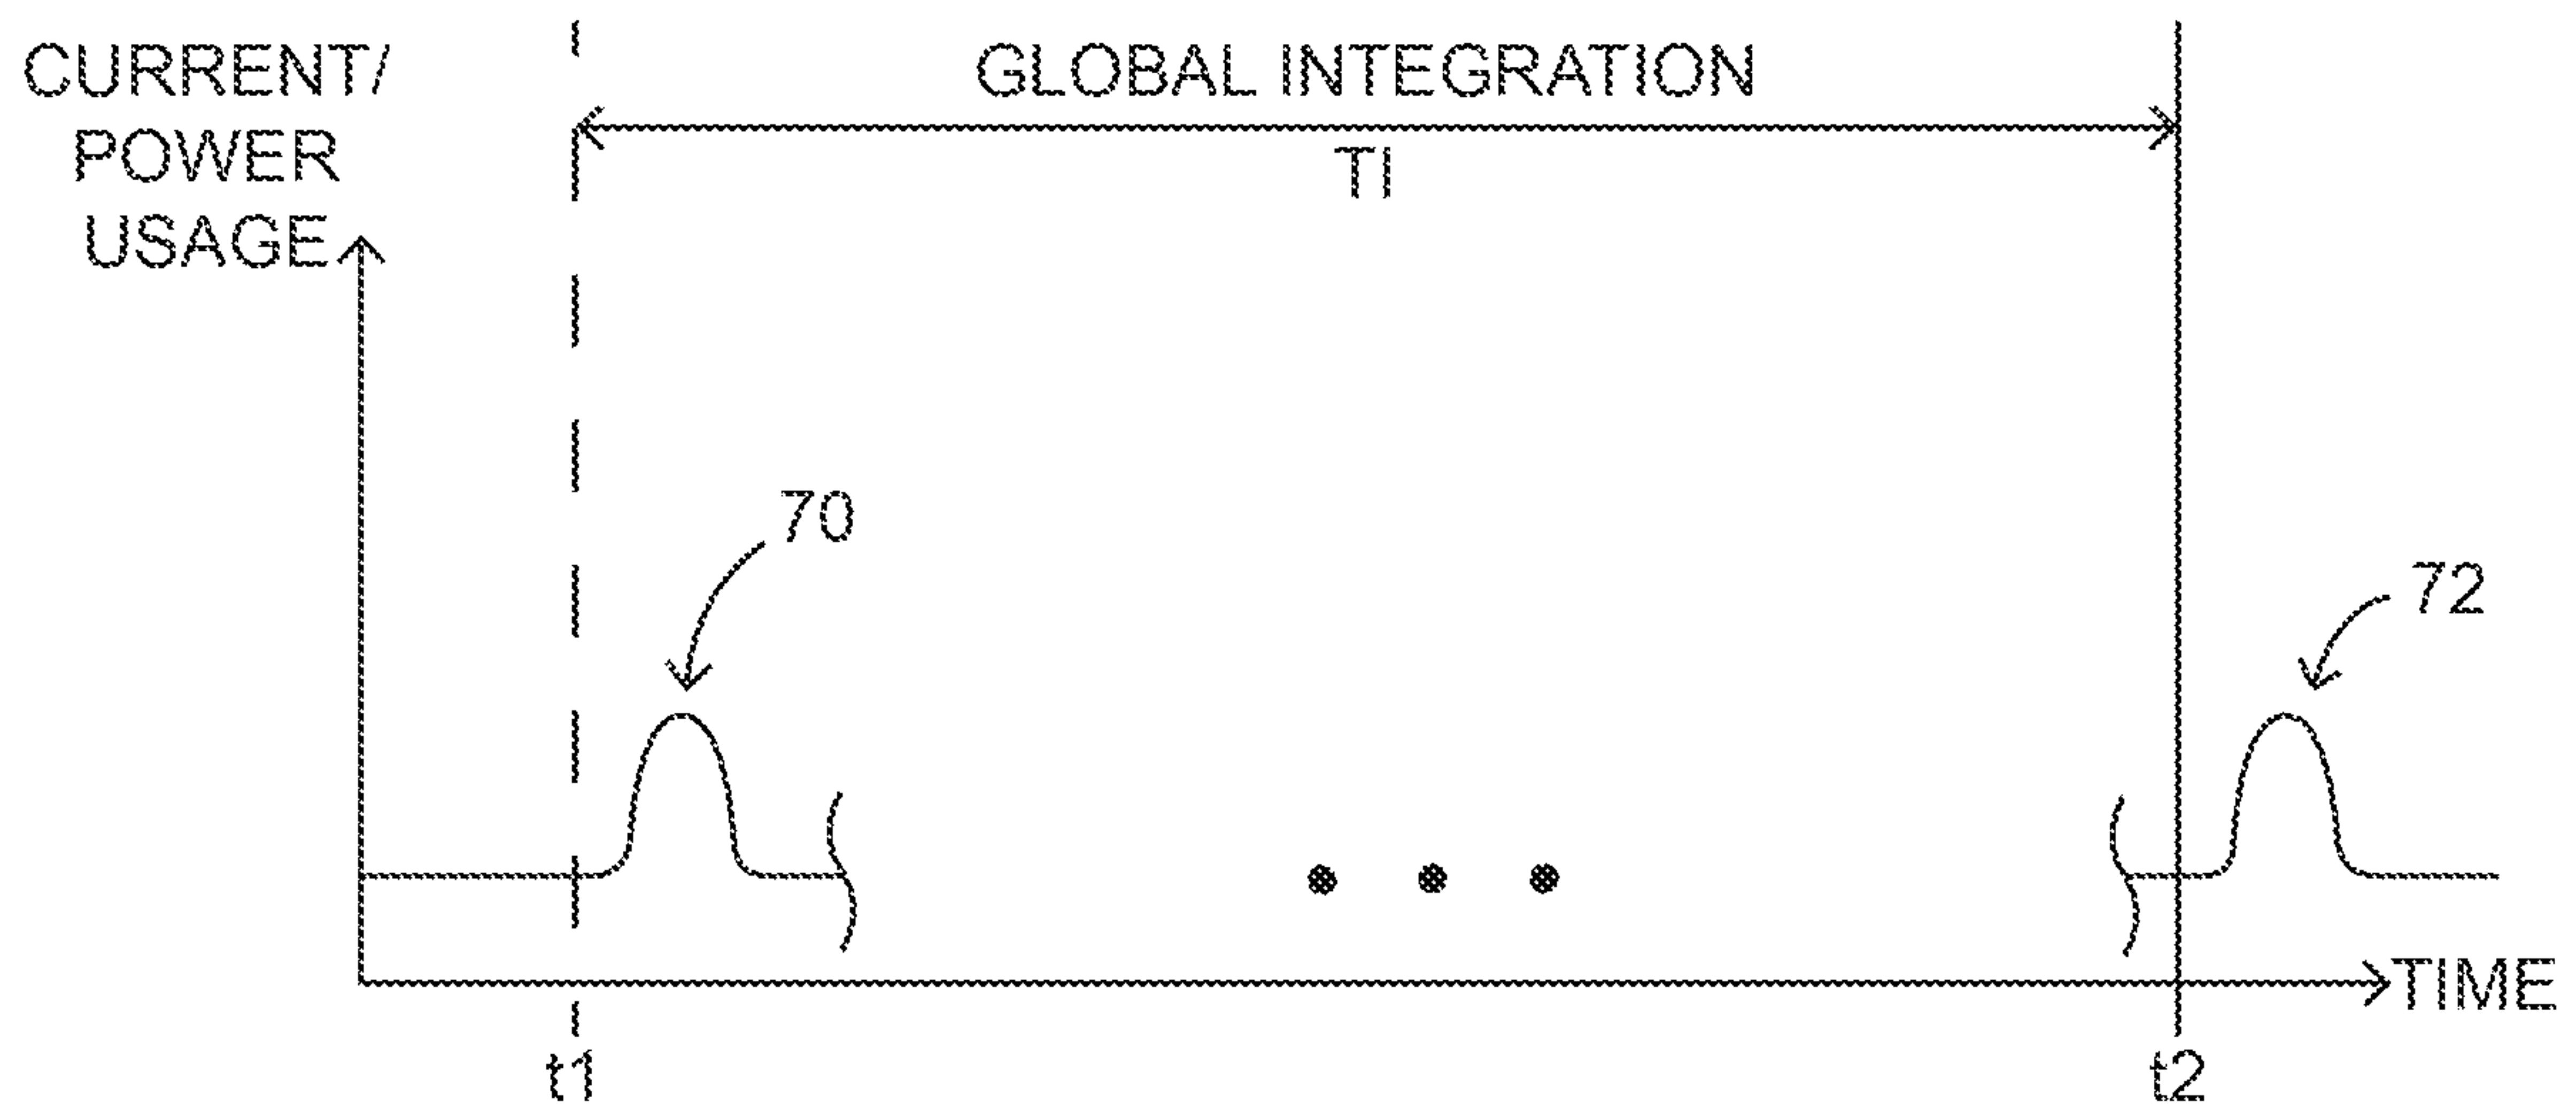 CURRENT/
POWER
USAGE
GLOBAL INTEGRATION
TI
70
72
TIME
t1
t2